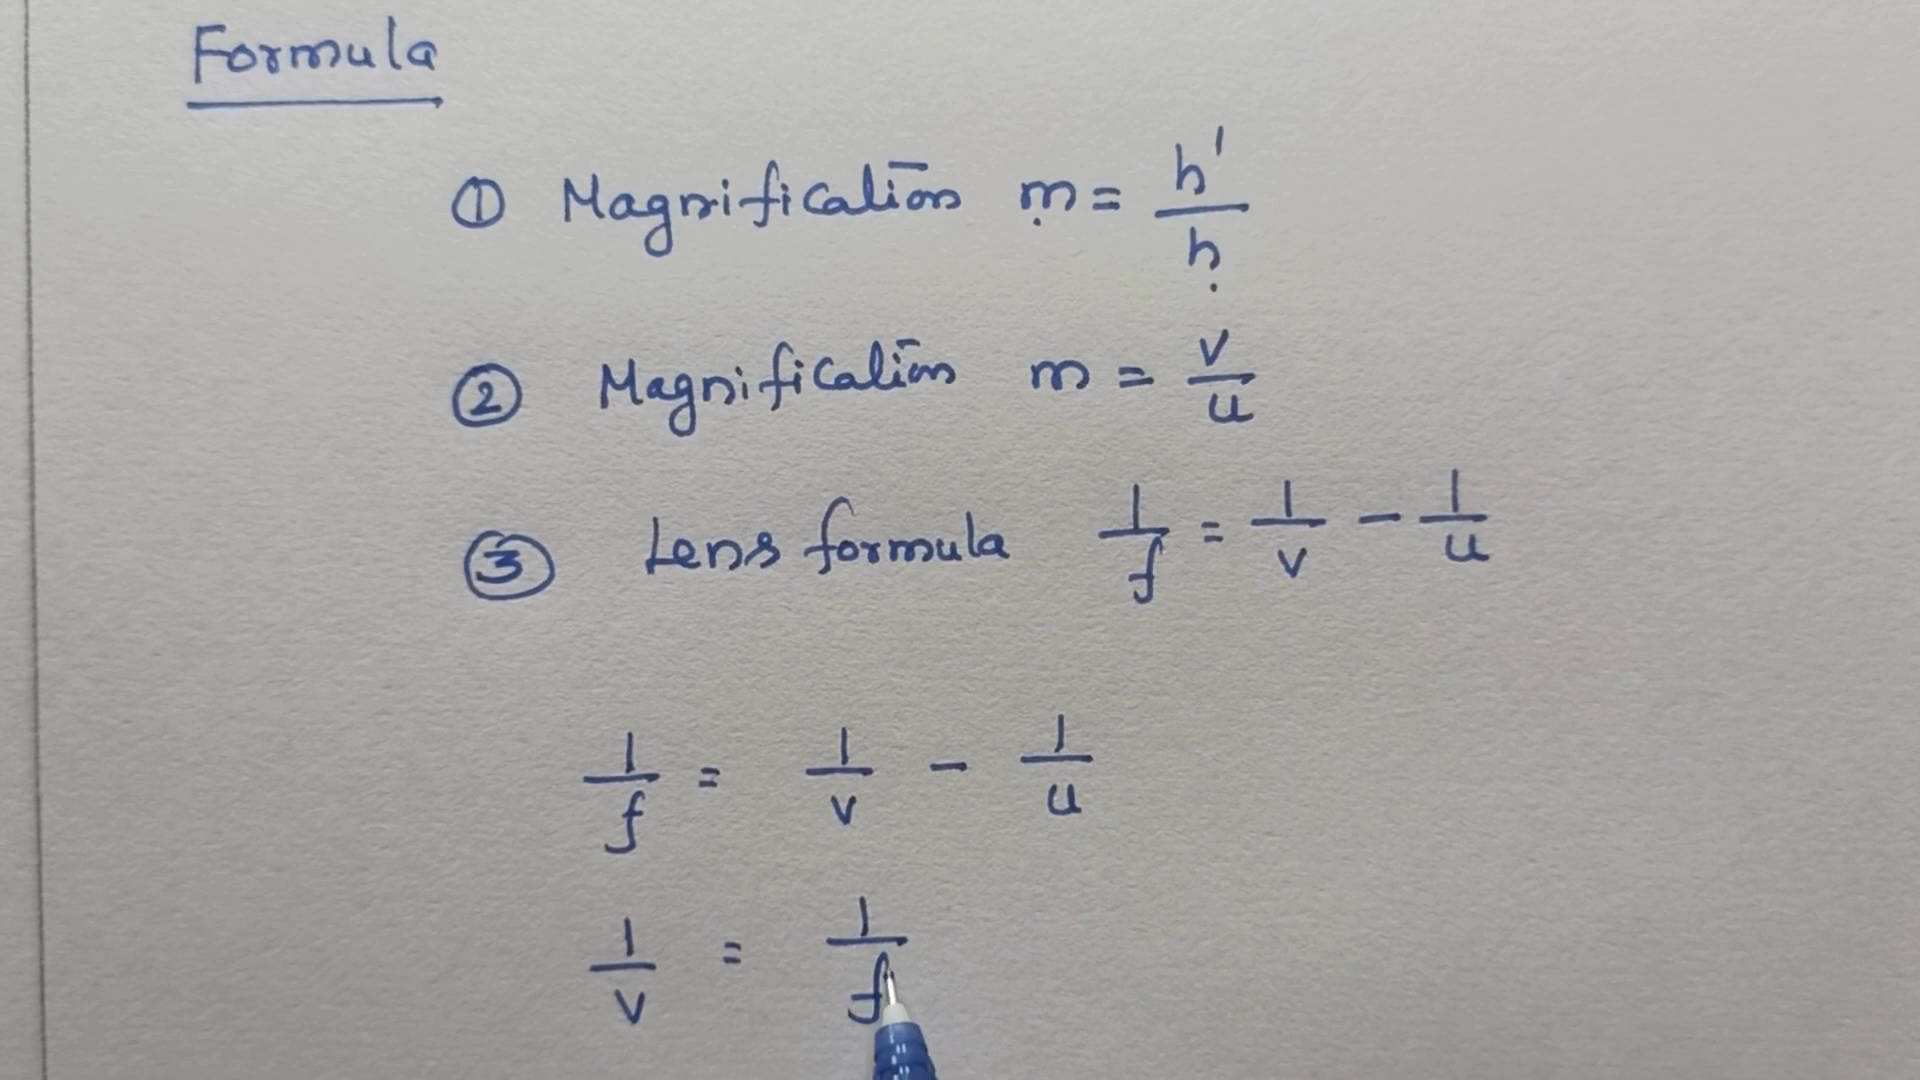 Formula
① Magnification m = h'/h
② Magnification m = v/u
③ Lens formula 1/f = 1/v - 1/u
1/f = 1/v - 1/u
1/v = 1/f